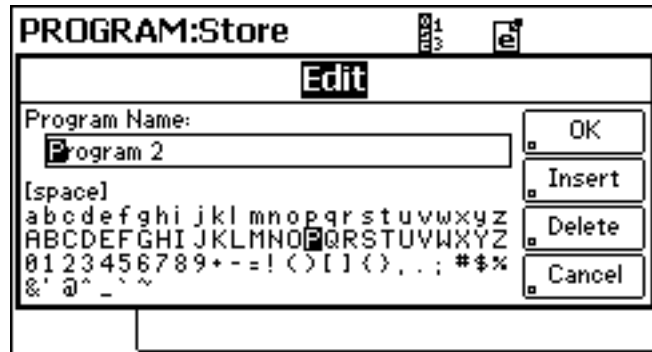 PROGRAM:Store
Edit
Program Name:
Program 2
[space]
abcdefghijklmnopqrstuvwxyz
ABCDEFGHIJKLMNOPQRSTUVWXYZ
0123456789+-=!()[]{},.;#$%
&'@^_`~
OK
Insert
Delete
Cancel